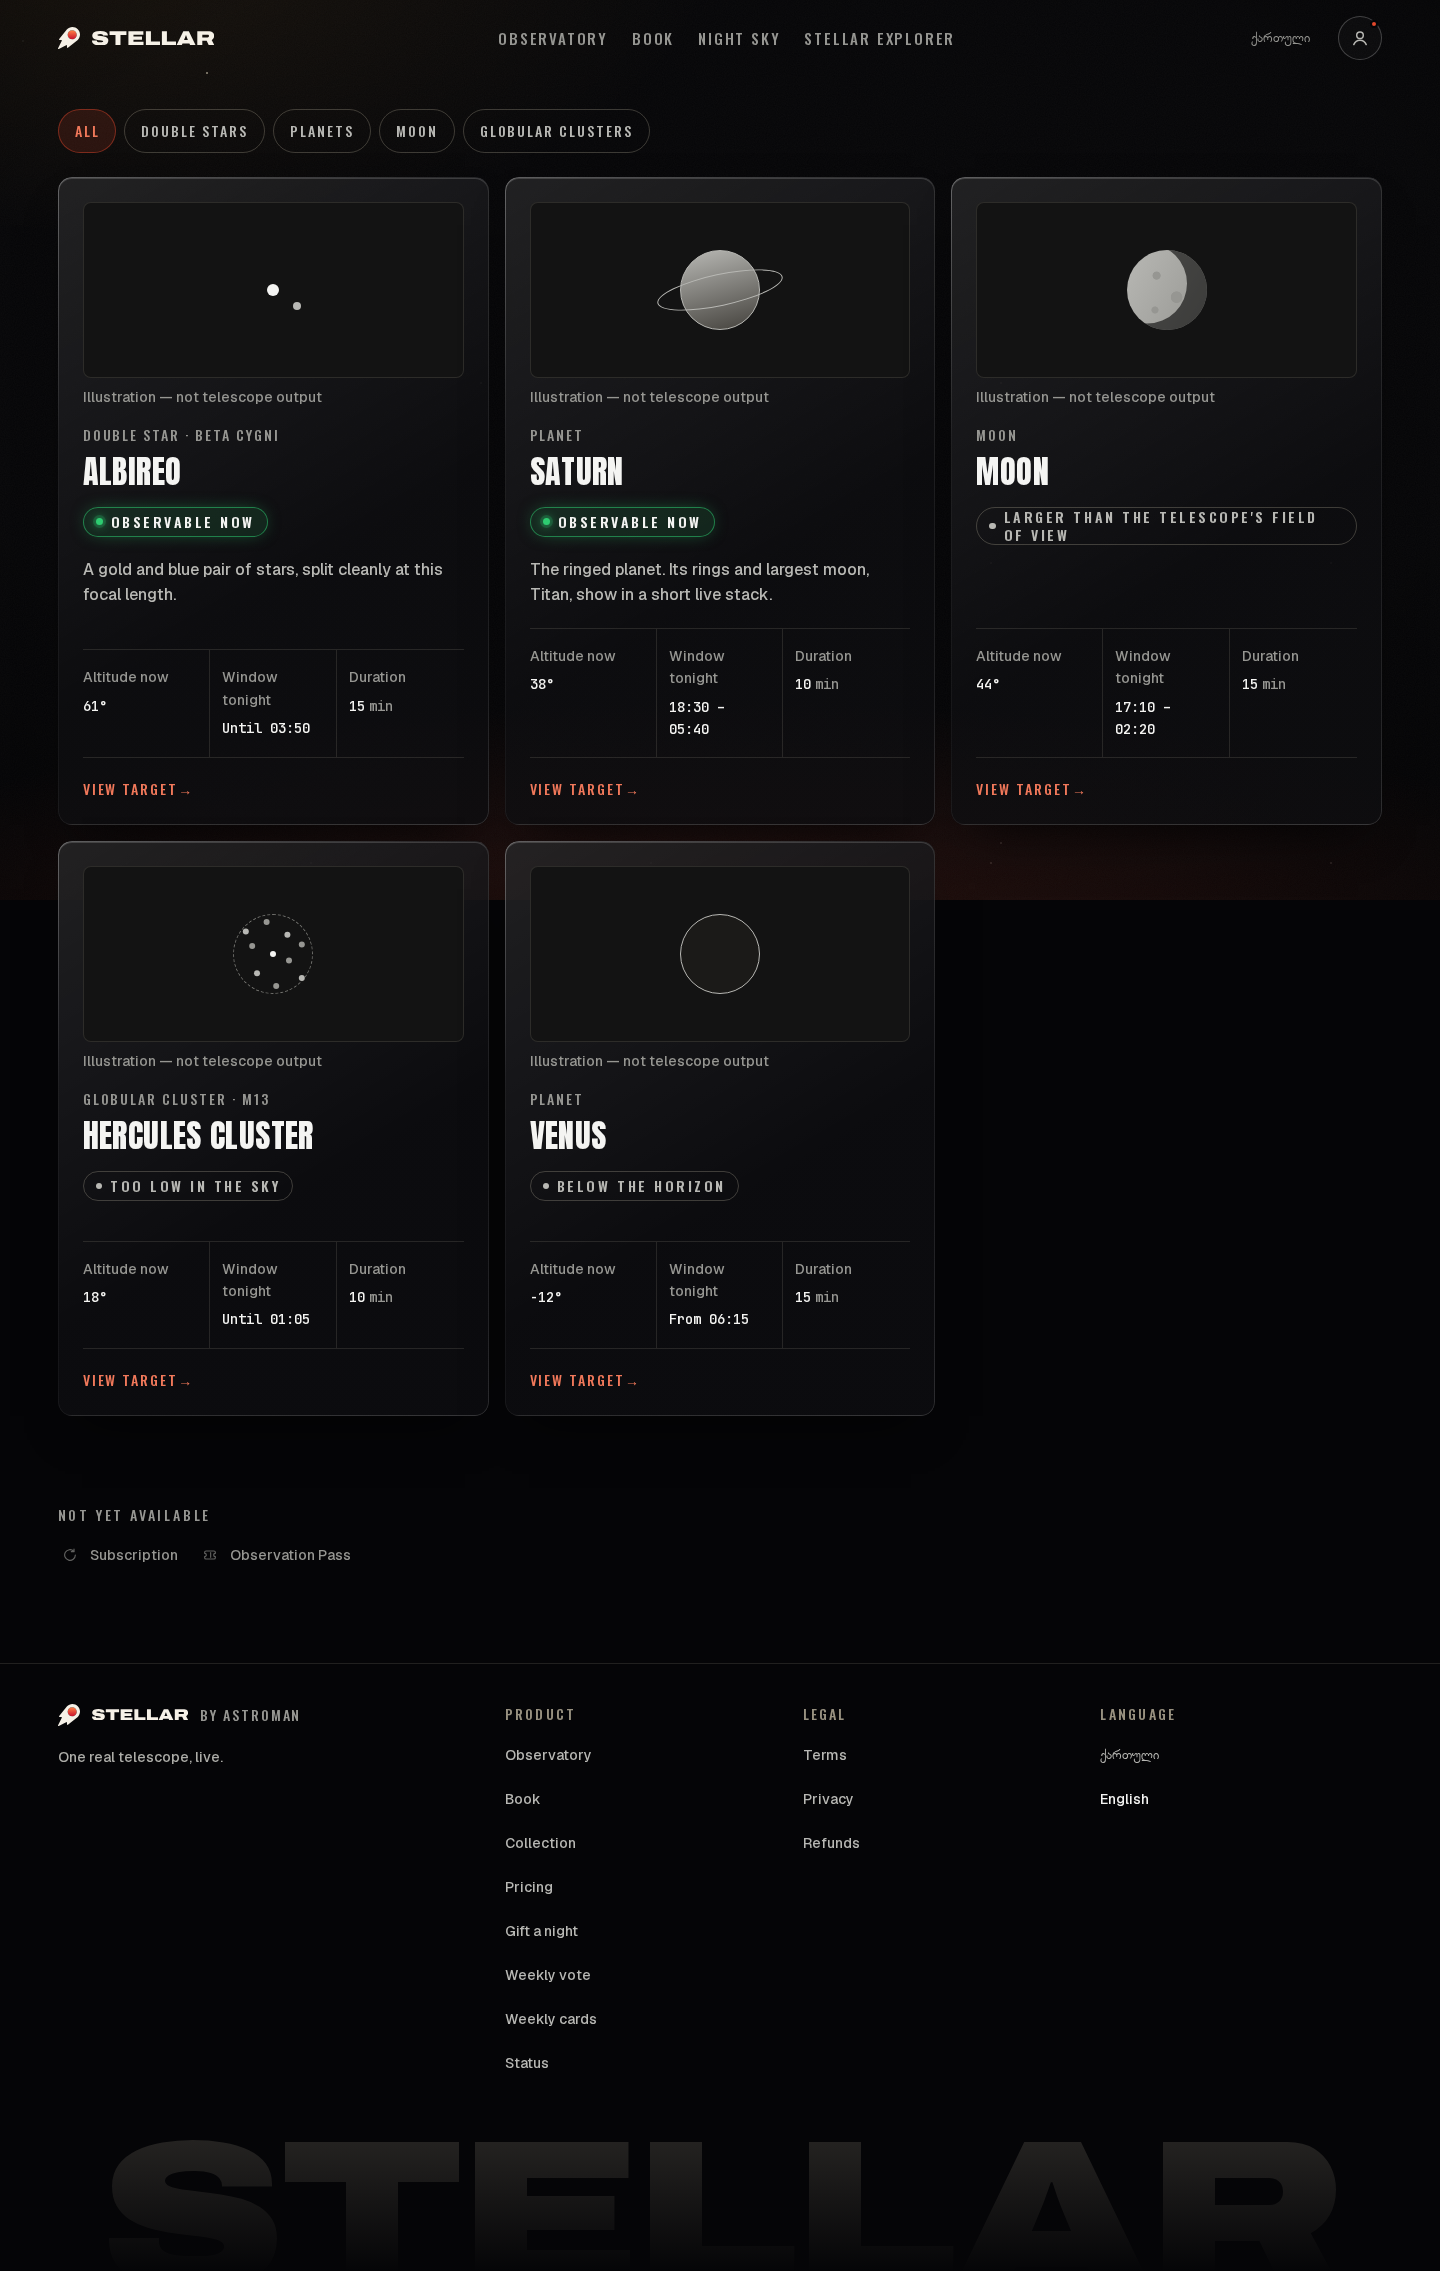 STELLAR
OBSERVATORY BOOK NIGHT SKY STELLAR EXPLORER
ქართული
ALL DOUBLE STARS PLANETS MOON GLOBULAR CLUSTERS
Illustration — not telescope output
DOUBLE STAR · BETA CYGNI
ALBIREO
OBSERVABLE NOW
A gold and blue pair of stars, split cleanly at this
focal length.
Altitude now
61°
Window
tonight
Until 03:50
Duration
15 min
VIEW TARGET→
Illustration — not telescope output
PLANET
SATURN
OBSERVABLE NOW
The ringed planet. Its rings and largest moon,
Titan, show in a short live stack.
Altitude now
38°
Window
tonight
18:30 –
05:40
Duration
10 min
VIEW TARGET→
Illustration — not telescope output
MOON
MOON
LARGER THAN THE TELESCOPE'S FIELD
OF VIEW
Altitude now
44°
Window
tonight
17:10 –
02:20
Duration
15 min
VIEW TARGET→
Illustration — not telescope output
GLOBULAR CLUSTER · M13
HERCULES CLUSTER
TOO LOW IN THE SKY
Altitude now
18°
Window
tonight
Until 01:05
Duration
10 min
VIEW TARGET→
Illustration — not telescope output
PLANET
VENUS
BELOW THE HORIZON
Altitude now
-12°
Window
tonight
From 06:15
Duration
15 min
VIEW TARGET→
NOT YET AVAILABLE
Subscription Observation Pass
STELLAR BY ASTROMAN
One real telescope, live.
PRODUCT
Observatory
Book
Collection
Pricing
Gift a night
Weekly vote
Weekly cards
Status
LEGAL
Terms
Privacy
Refunds
LANGUAGE
ქართული
English
STELLAR